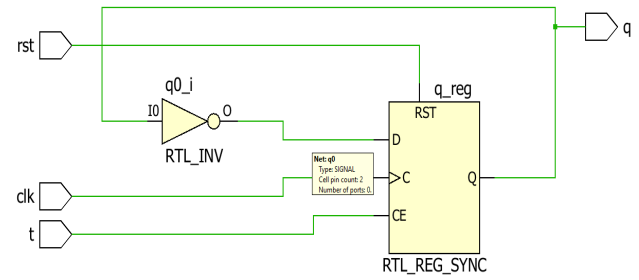 q
rst
q0_i
q_reg
I0
O
RST
D
RTL_INV
Net: q0
Type: SIGNAL
Cell pin count: 2
Number of ports: 0.
C
Q
clk
CE
t
RTL_REG_SYNC